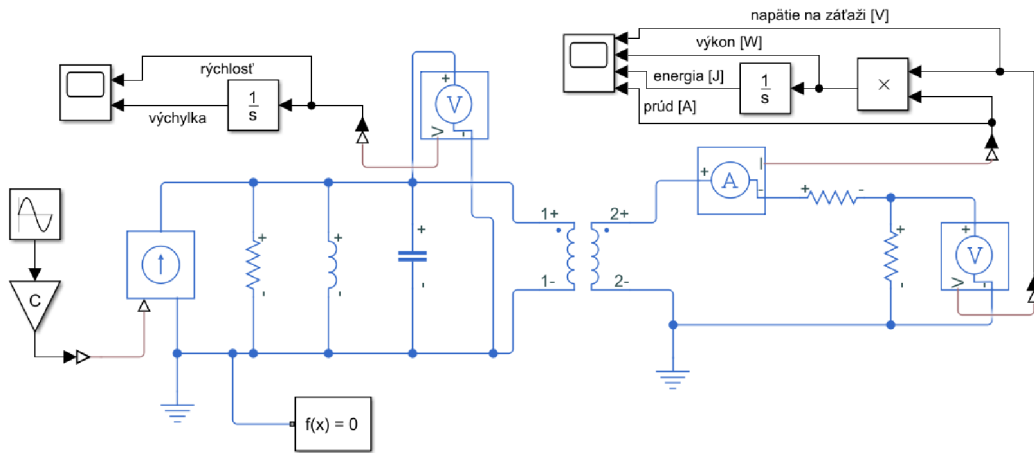 napätie na záťaži [V]
výkon [W]
energia [J]
prúd [A]
1
s
×
rýchlosť
výchylka
1
s
+
V
V
-
I
+
A
-
+
-
1+
2+
1-
2-
+
-
+
-
+
-
+
-
+
V
V
-
C
f(x) = 0